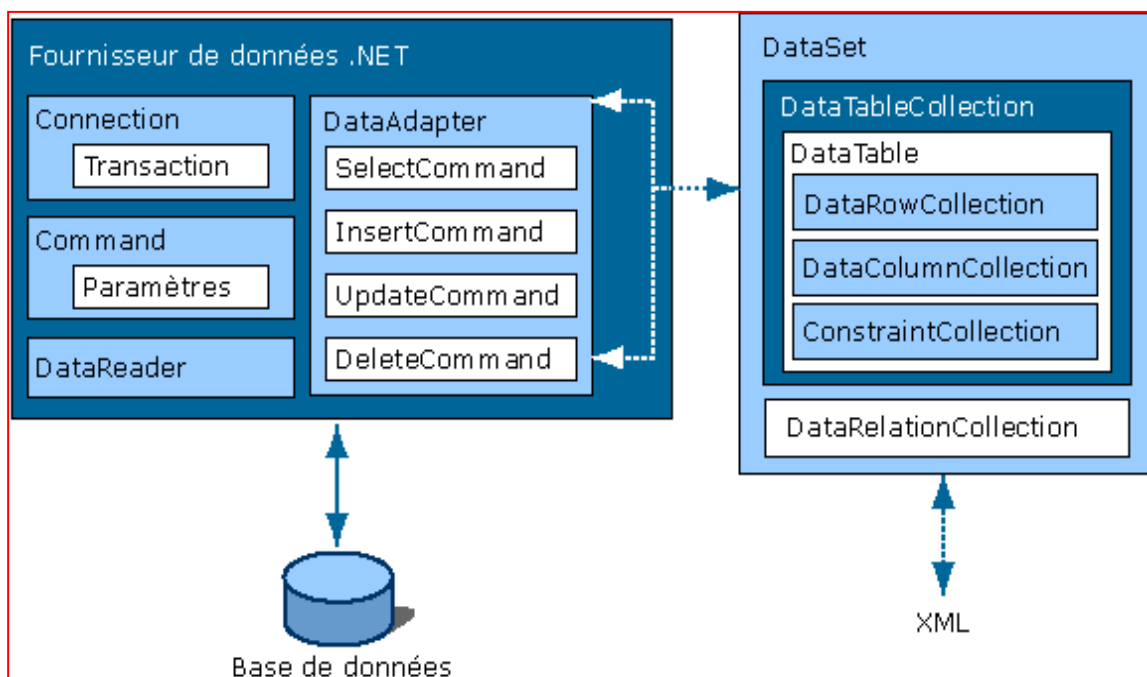 Fournisseur de données .NET
Connection
Transaction
Command
Paramètres
DataReader
DataAdapter
SelectCommand
InsertCommand
UpdateCommand
DeleteCommand
Base de données
DataSet
DataTableCollection
DataTable
DataRowCollection
DataColumnCollection
ConstraintCollection
DataRelationCollection
XML